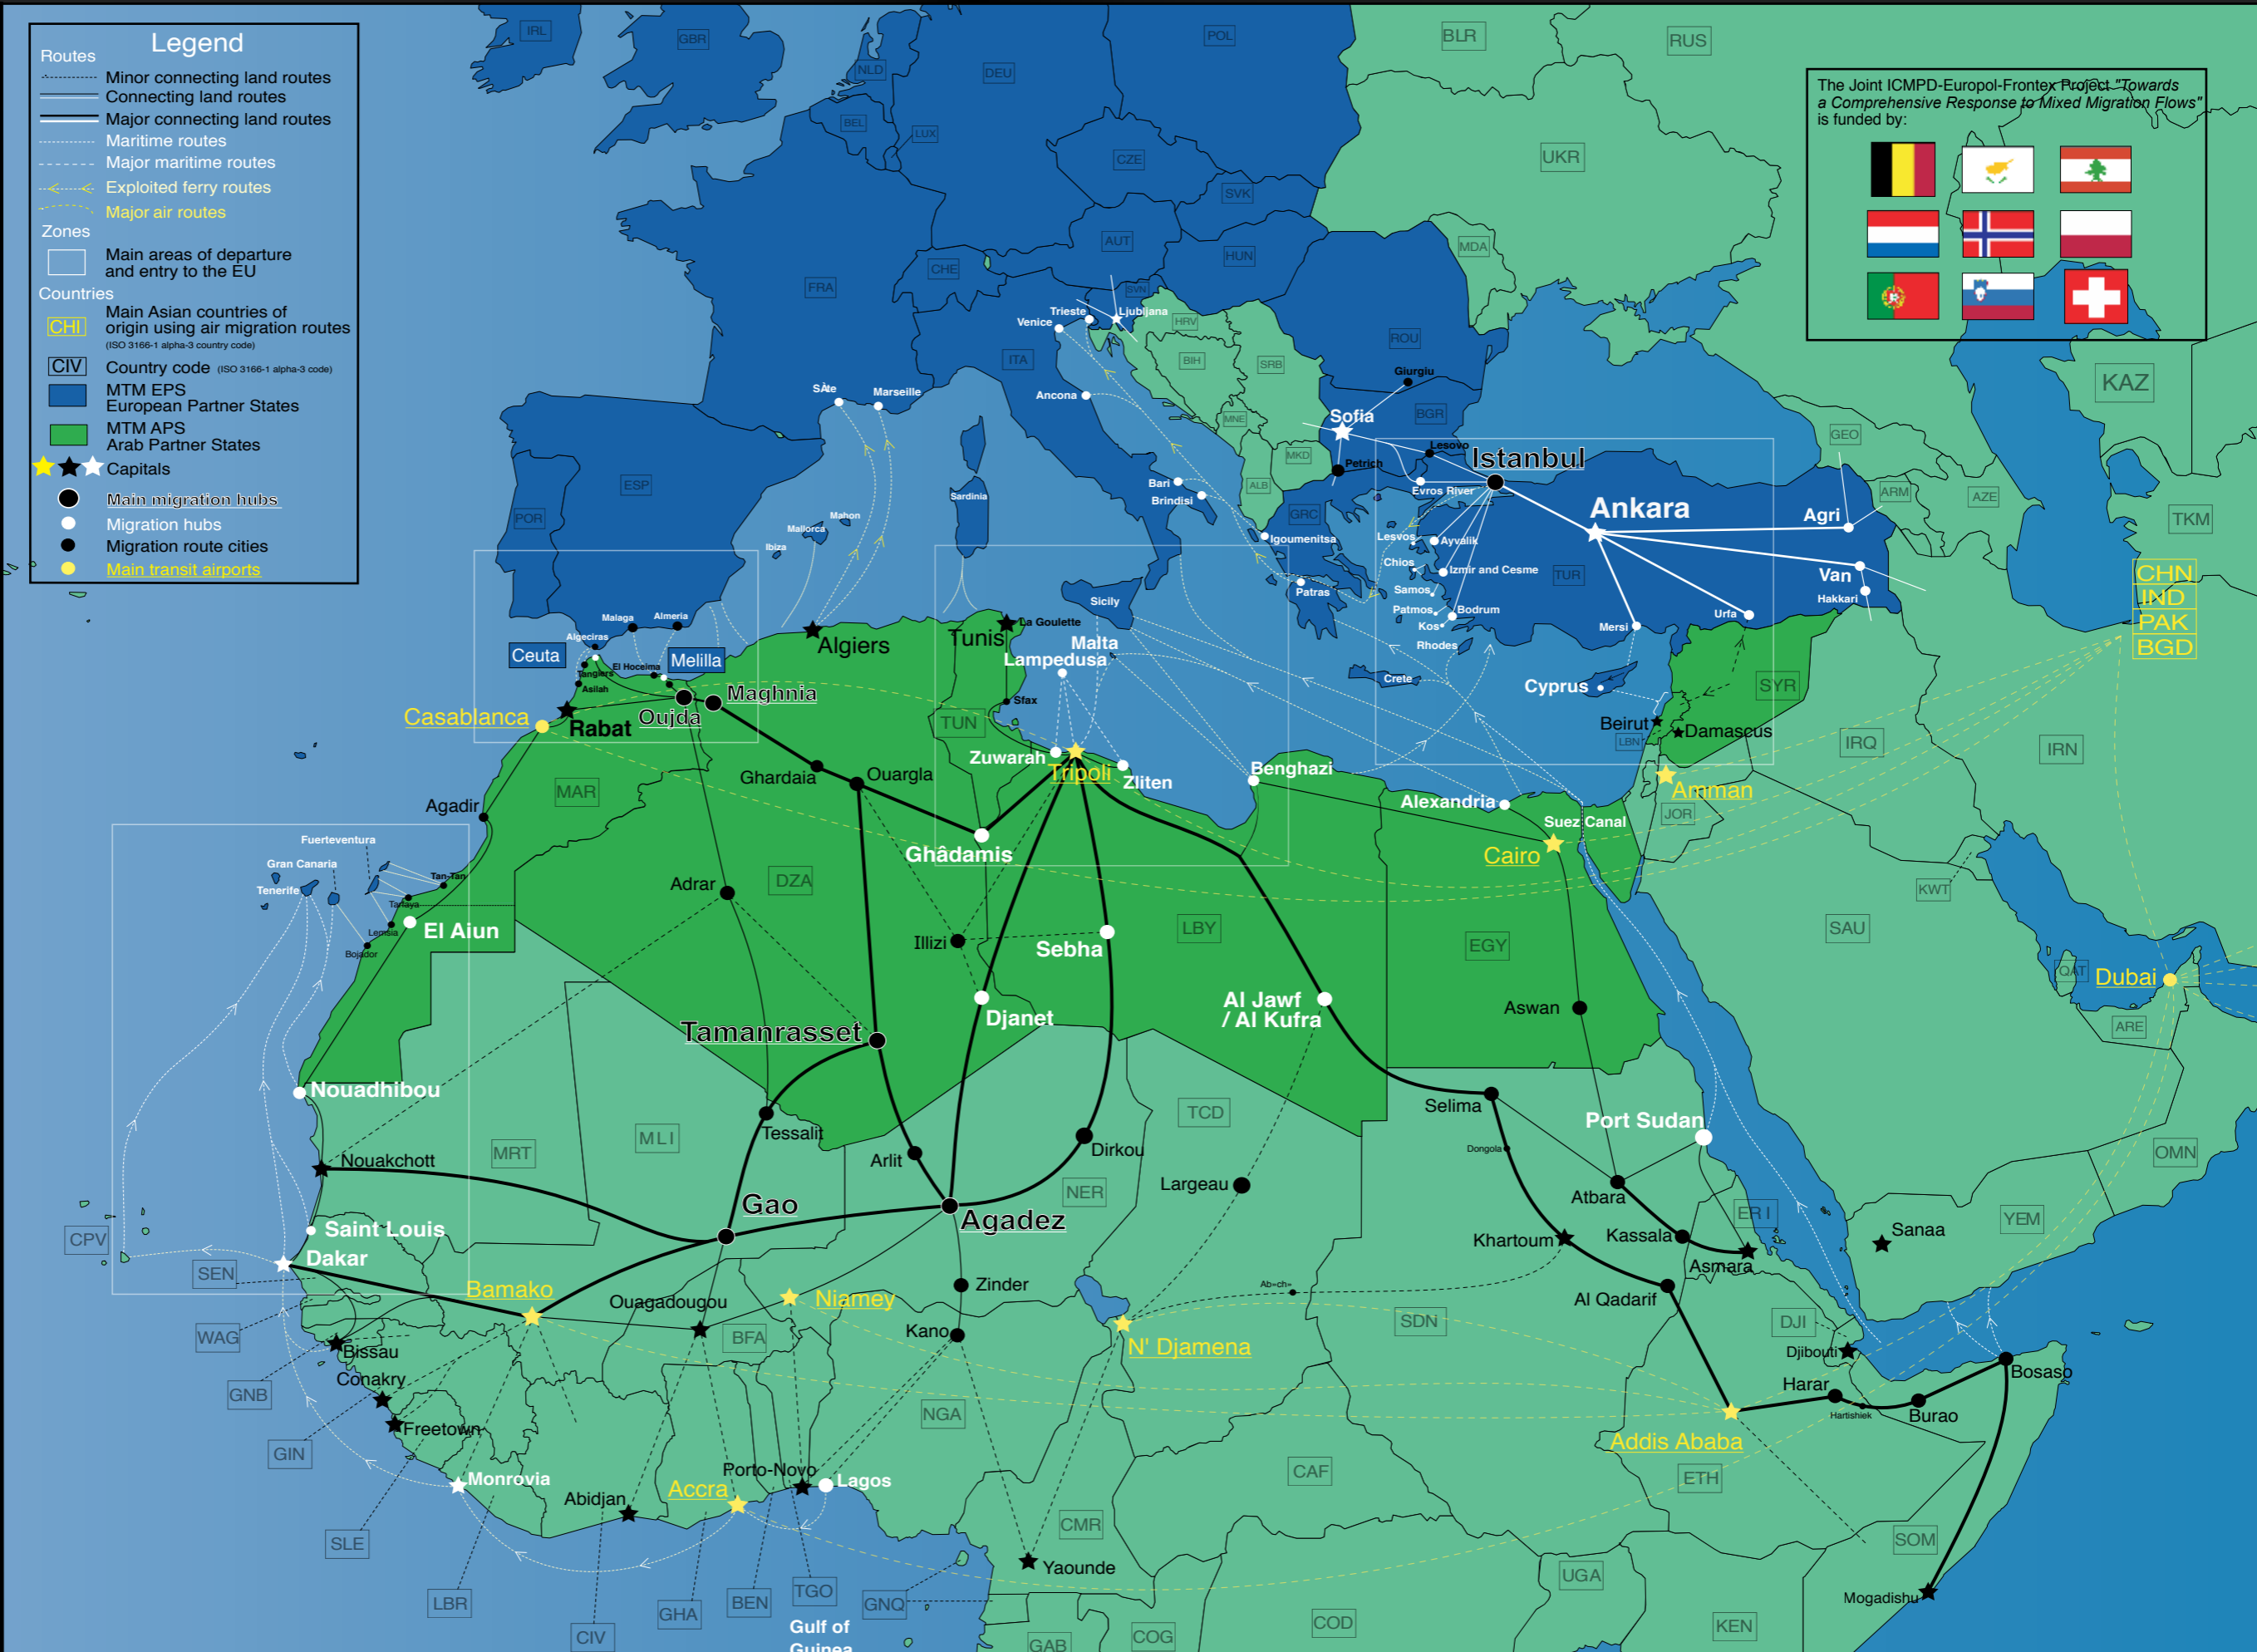 Legend
Routes
Minor connecting land routes
Connecting land routes
Major connecting land routes
Maritime routes
Major maritime routes
Exploited ferry routes
Major air routes
Zones
Main areas of departure
and entry to the EU
Countries
CHI
Main Asian countries of
origin using air migration routes
(ISO 3166-1 alpha-3 country code)
CIV
Country code (ISO 3166-1 alpha-3 code)
MTM EPS
European Partner States
MTM APS
Arab Partner States
Capitals
Main migration hubs
Migration hubs
Migration route cities
Main transit airports
The Joint ICMPD-Europol-Frontex Project "Towards
a Comprehensive Response to Mixed Migration Flows"
is funded by:
IRL
GBR
NLD
DEU
POL
BLR
RUS
BEL
LUX
CZE
UKR
SVK
AUT
HUN
MDA
CHE
FRA
SVN
Trieste
Ljubljana
Venice
HRV
ITA
BIH
SRB
ROU
KAZ
Giurgiu
SÀte
Marseille
Ancona
MNE
Sofia
BGR
GEO
Lesovo
MKD
Petrich
Istanbul
ESP
POR
Sardinia
Bari
Brindisi
ALB
Evros River
ARM
AZE
TKM
Mallorca
Mahon
Ibiza
GRC
Ankara
Agri
Igoumenitsa
Lesvos
Ayvalik
Chios
Izmir and Cesme
TUR
Van
Hakkari
CHN
IND
PAK
BGD
Patras
Samos
Patmos
Bodrum
Kos
Mersi
Urfa
Rhodes
Sicily
Malaga
Almeria
Algeciras
Ceuta
Melilla
El Hoceima
Tangiers
Asilah
Algiers
Tunis
La Goulette
Malta
Lampedusa
Crete
Cyprus
SYR
Maghnia
Oujda
Casablanca
Rabat
Sfax
TUN
Beirut
Damascus
LBN
IRQ
IRN
Zuwarah
Tripoli
Zliten
Benghazi
Ghardaia
Ouargla
MAR
Agadir
Alexandria
Amman
JOR
Suez Canal
Cairo
Ghâdamis
Fuerteventura
Gran Canaria
Tenerife
Tan-Tan
Tarfaya
Lemsia
Bojador
El Aiun
Adrar
DZA
KWT
Illizi
Sebha
LBY
EGY
SAU
QAT
Dubai
Djanet
Al Jawf
/ Al Kufra
Aswan
ARE
Tamanrasset
Nouadhibou
Selima
TCD
Port Sudan
MRT
MLI
Tessalit
Arlit
Dirkou
Dongola
OMN
Nouakchott
Largeau
NER
Atbara
Gao
Agadez
ERI
YEM
Sanaa
Saint Louis
Dakar
CPV
SEN
Khartoum
Kassala
Asmara
Bamako
Niamey
Zinder
Ab=ch=
Al Qadarif
Ouagadougou
BFA
Kano
N' Djamena
SDN
DJI
Djibouti
WAG
Bissau
Conakry
GNB
Freetown
NGA
Harar
Hartishiek
Burao
Bosaso
GIN
Addis Ababa
Monrovia
Accra
Porto-Novo
Lagos
Abidjan
CAF
ETH
SLE
CMR
Yaounde
SOM
LBR
CIV
GHA
BEN
TGO
GNQ
UGA
Mogadishu
Gulf of
Guinea
GAB
COG
COD
KEN